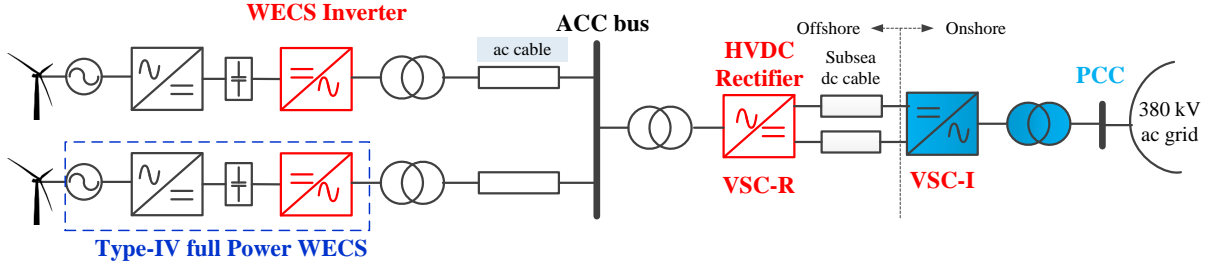 WECS Inverter
ACC bus
ac cable
Offshore
Onshore
HVDC
Rectifier
Subsea
dc cable
PCC
380 kV
ac grid
VSC-R
VSC-I
Type-IV full Power WECS